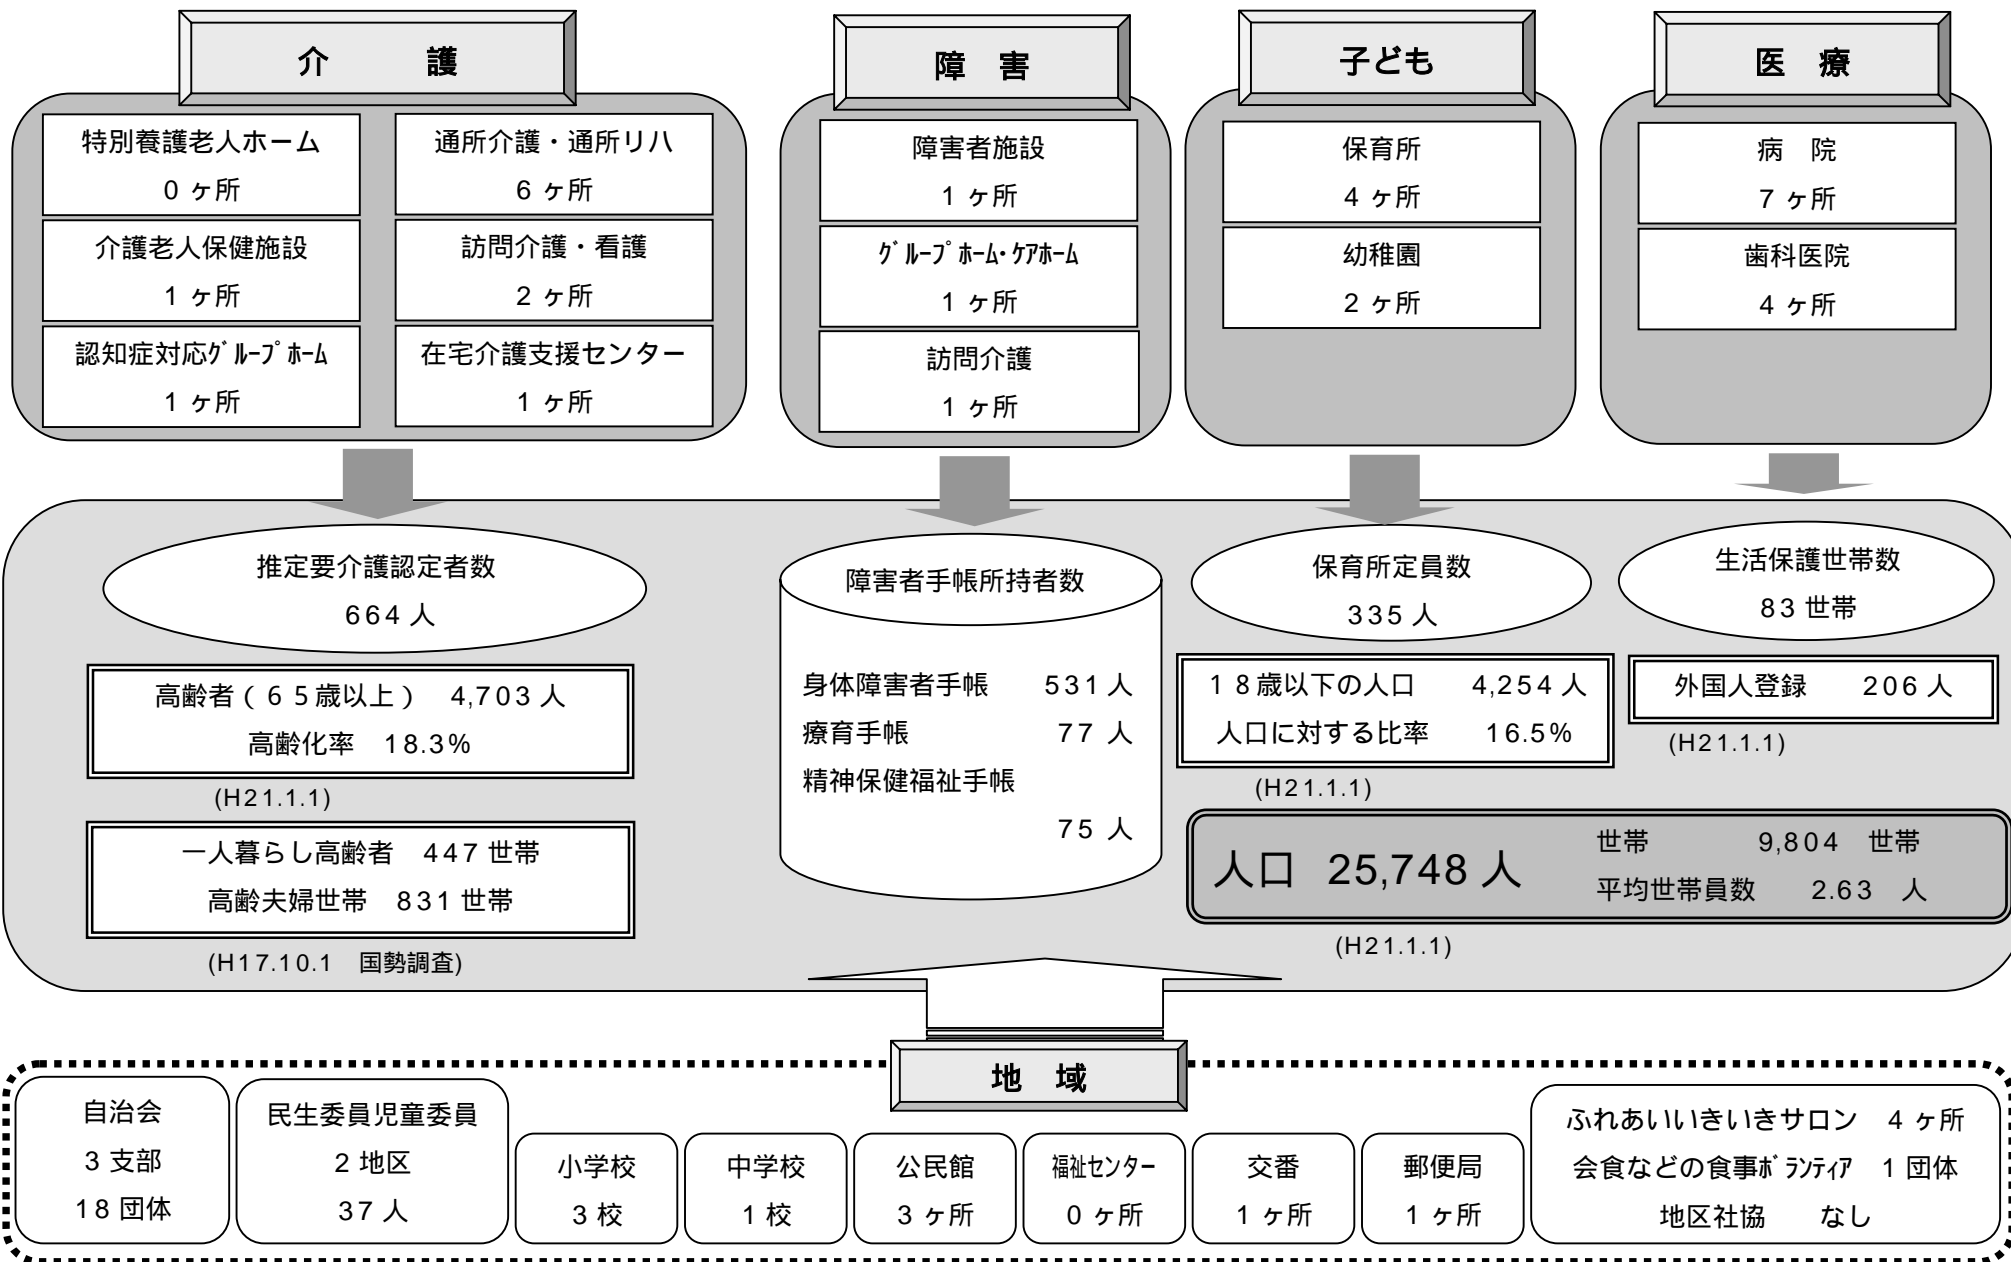 介　護
特別養護老人ホーム
0 ヶ所
通所介護・通所リハ
6 ヶ所
介護老人保健施設
1 ヶ所
訪問介護・看護
2 ヶ所
認知症対応ｸﾞﾙｰﾌﾟﾎｰﾑ
1 ヶ所
在宅介護支援センター
1 ヶ所
障　害
障害者施設
1 ヶ所
ｸﾞﾙｰﾌﾟﾎｰﾑ･ｹｱﾎｰﾑ
1 ヶ所
訪問介護
1 ヶ所
子ども
保育所
4 ヶ所
幼稚園
2 ヶ所
医　療
病　院
7 ヶ所
歯科医院
4 ヶ所
推定要介護認定者数
664 人
高齢者（６５歳以上）　4,703 人
高齢化率　18.3%
(H21.1.1)
一人暮らし高齢者　447 世帯
高齢夫婦世帯　831 世帯
(H17.10.1　国勢調査)
障害者手帳所持者数
身体障害者手帳　531 人
療育手帳　77 人
精神保健福祉手帳
75 人
保育所定員数
335 人
１８歳以下の人口　4,254 人
人口に対する比率　16.5%
(H21.1.1)
生活保護世帯数
83 世帯
外国人登録　206 人
(H21.1.1)
人口　25,748 人
世帯　9,804　世帯
平均世帯員数　2.63　人
(H21.1.1)
地　域
自治会
3 支部
18 団体
民生委員児童委員
2 地区
37 人
小学校
3 校
中学校
1 校
公民館
3 ヶ所
福祉ｾﾝﾀｰ
0 ヶ所
交番
1 ヶ所
郵便局
1 ヶ所
ふれあいいきいきサロン　4 ヶ所
会食などの食事ﾎﾞﾗﾝﾃｨｱ　1 団体
地区社協　なし